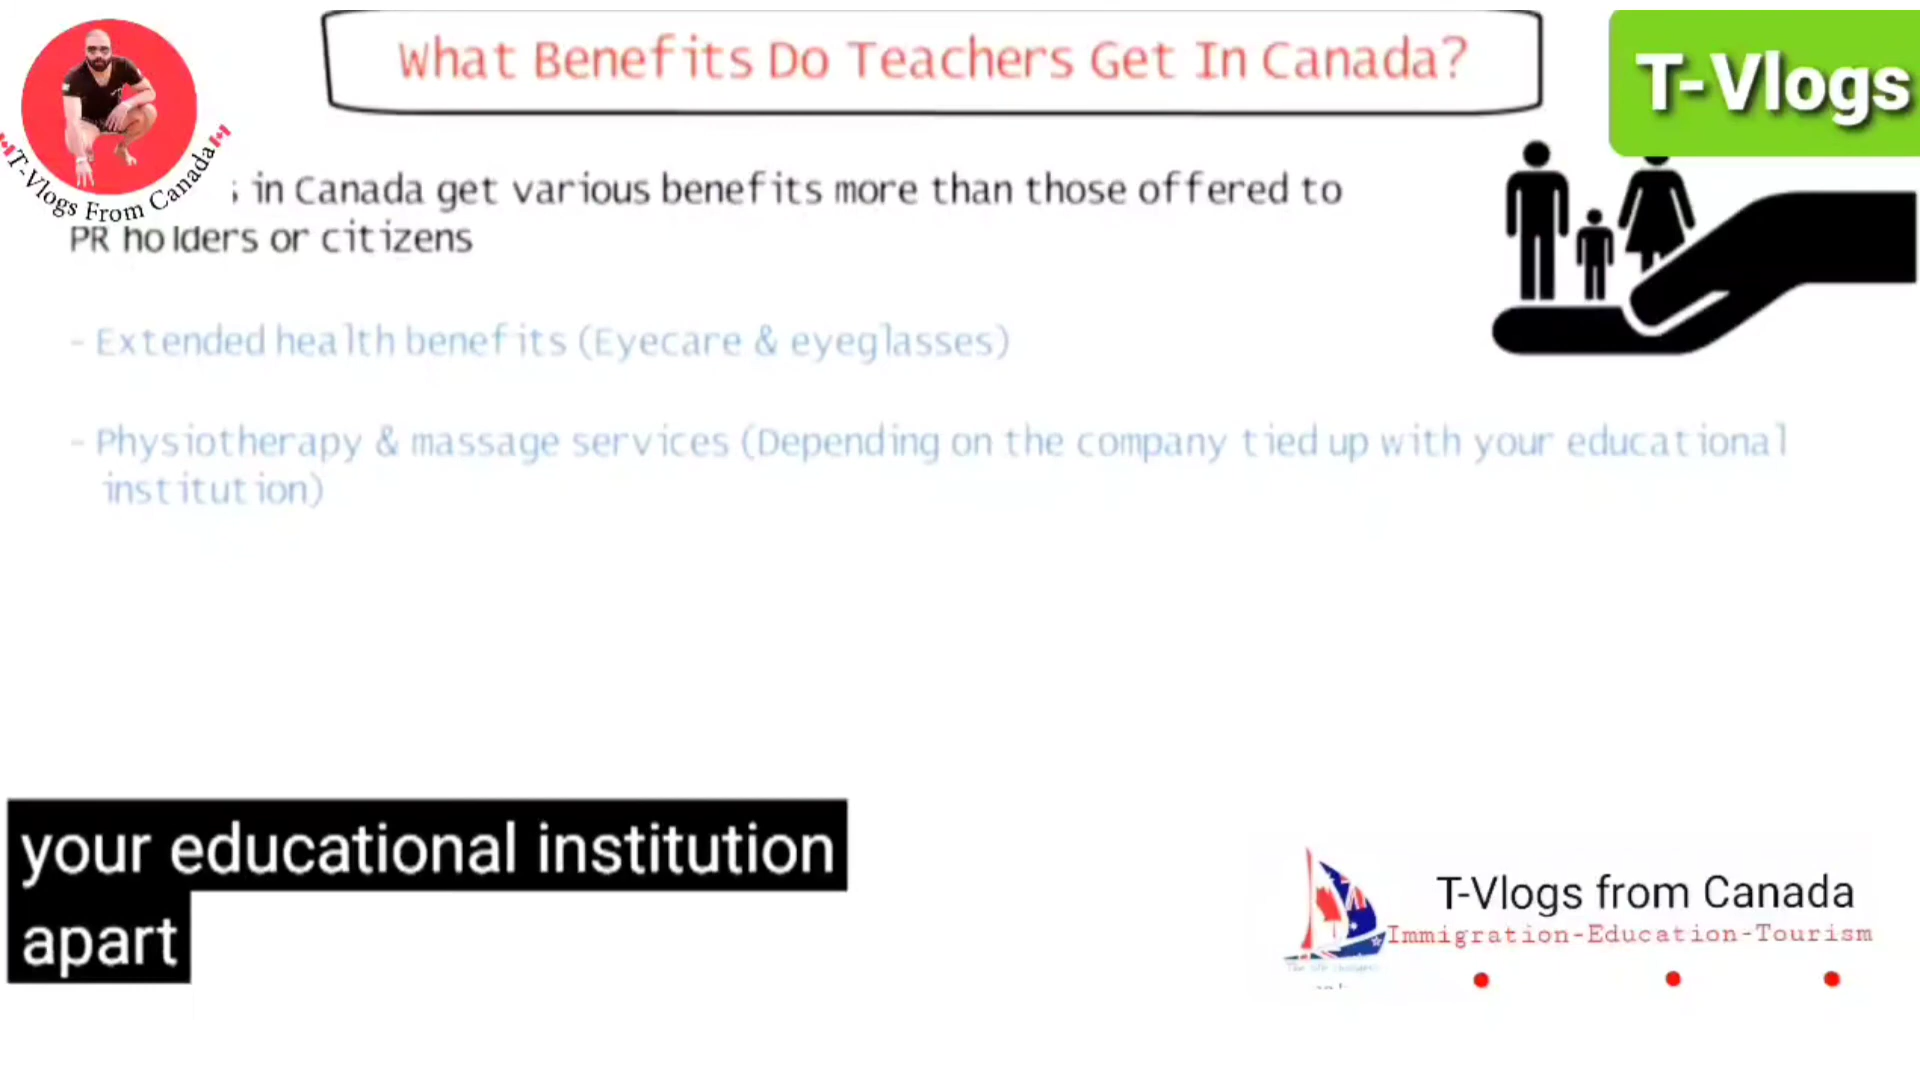 What Benefits Do Teachers Get In Canada?
T-Vlogs
T-Vlogs From Canada
in Canada get various benefits more than those offered to
PR holders or citizens
- Extended health benefits (Eyecare & eyeglasses)
- Physiotherapy & massage services (Depending on the company tied up with your educational
institution)
your educational institution
apart
T-Vlogs from Canada
Immigration-Education-Tourism